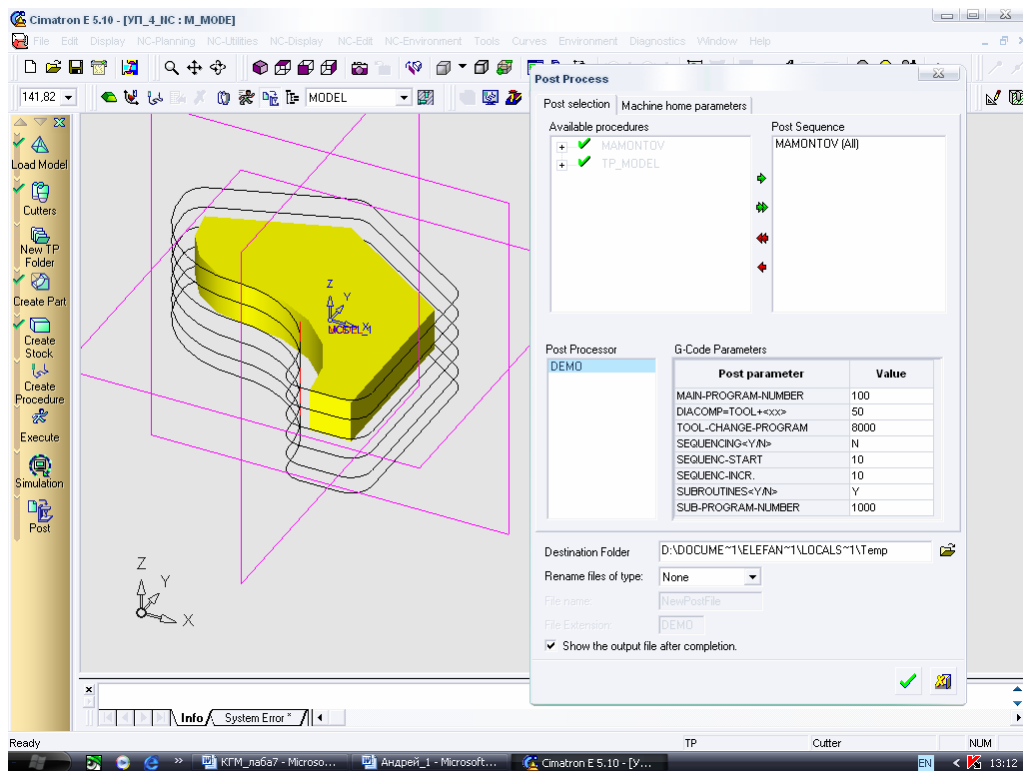 Cimatron E 5.10 - [УП_4_NC : M_MODE]
File Edit Display NC-Planning NC-Utilities NC-Display NC-Edit NC-Environment Tools Curves Environment Diagnostics Window Help
141,82
MODEL
Load Model
Cutters
New TP
Folder
Create Part
Create
Stock
Create
Procedure
Execute
Simulation
Post
Z
Y
X
MODEL_1
Z
Y
X
Post Process
Post selection Machine home parameters
Available procedures Post Sequence
MAMONTOV
TP_MODEL
MAMONTOV (All)
Post Processor G-Code Parameters
DEMO
Post parameter Value
MAIN-PROGRAM-NUMBER 100
DIACOMP=TOOL+<xx> 50
TOOL-CHANGE-PROGRAM 8000
SEQUENCING<Y/N> N
SEQUENC-START 10
SEQUENC-INCR. 10
SUBROUTINES<Y/N> Y
SUB-PROGRAM-NUMBER 1000
Destination Folder D:\DOCUME~1\ELEFAN~1\LOCALS~1\Temp
Rename files of type: None
File name: NewPostFile
File Extension: DEMO
Show the output file after completion.
Info System Error *
Ready TP Cutter NUM
КГМ_лаба7 - Microso... Андрей_1 - Microsoft... Cimatron E 5.10 - [У... EN 13:12